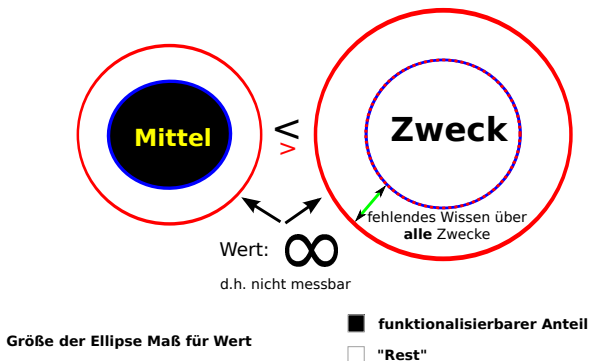 Mittel
<
>
Zweck
fehlendes Wissen über
alle Zwecke
Wert: ∞
d.h. nicht messbar
funktionalisierbarer Anteil
Größe der Ellipse Maß für Wert
"Rest"